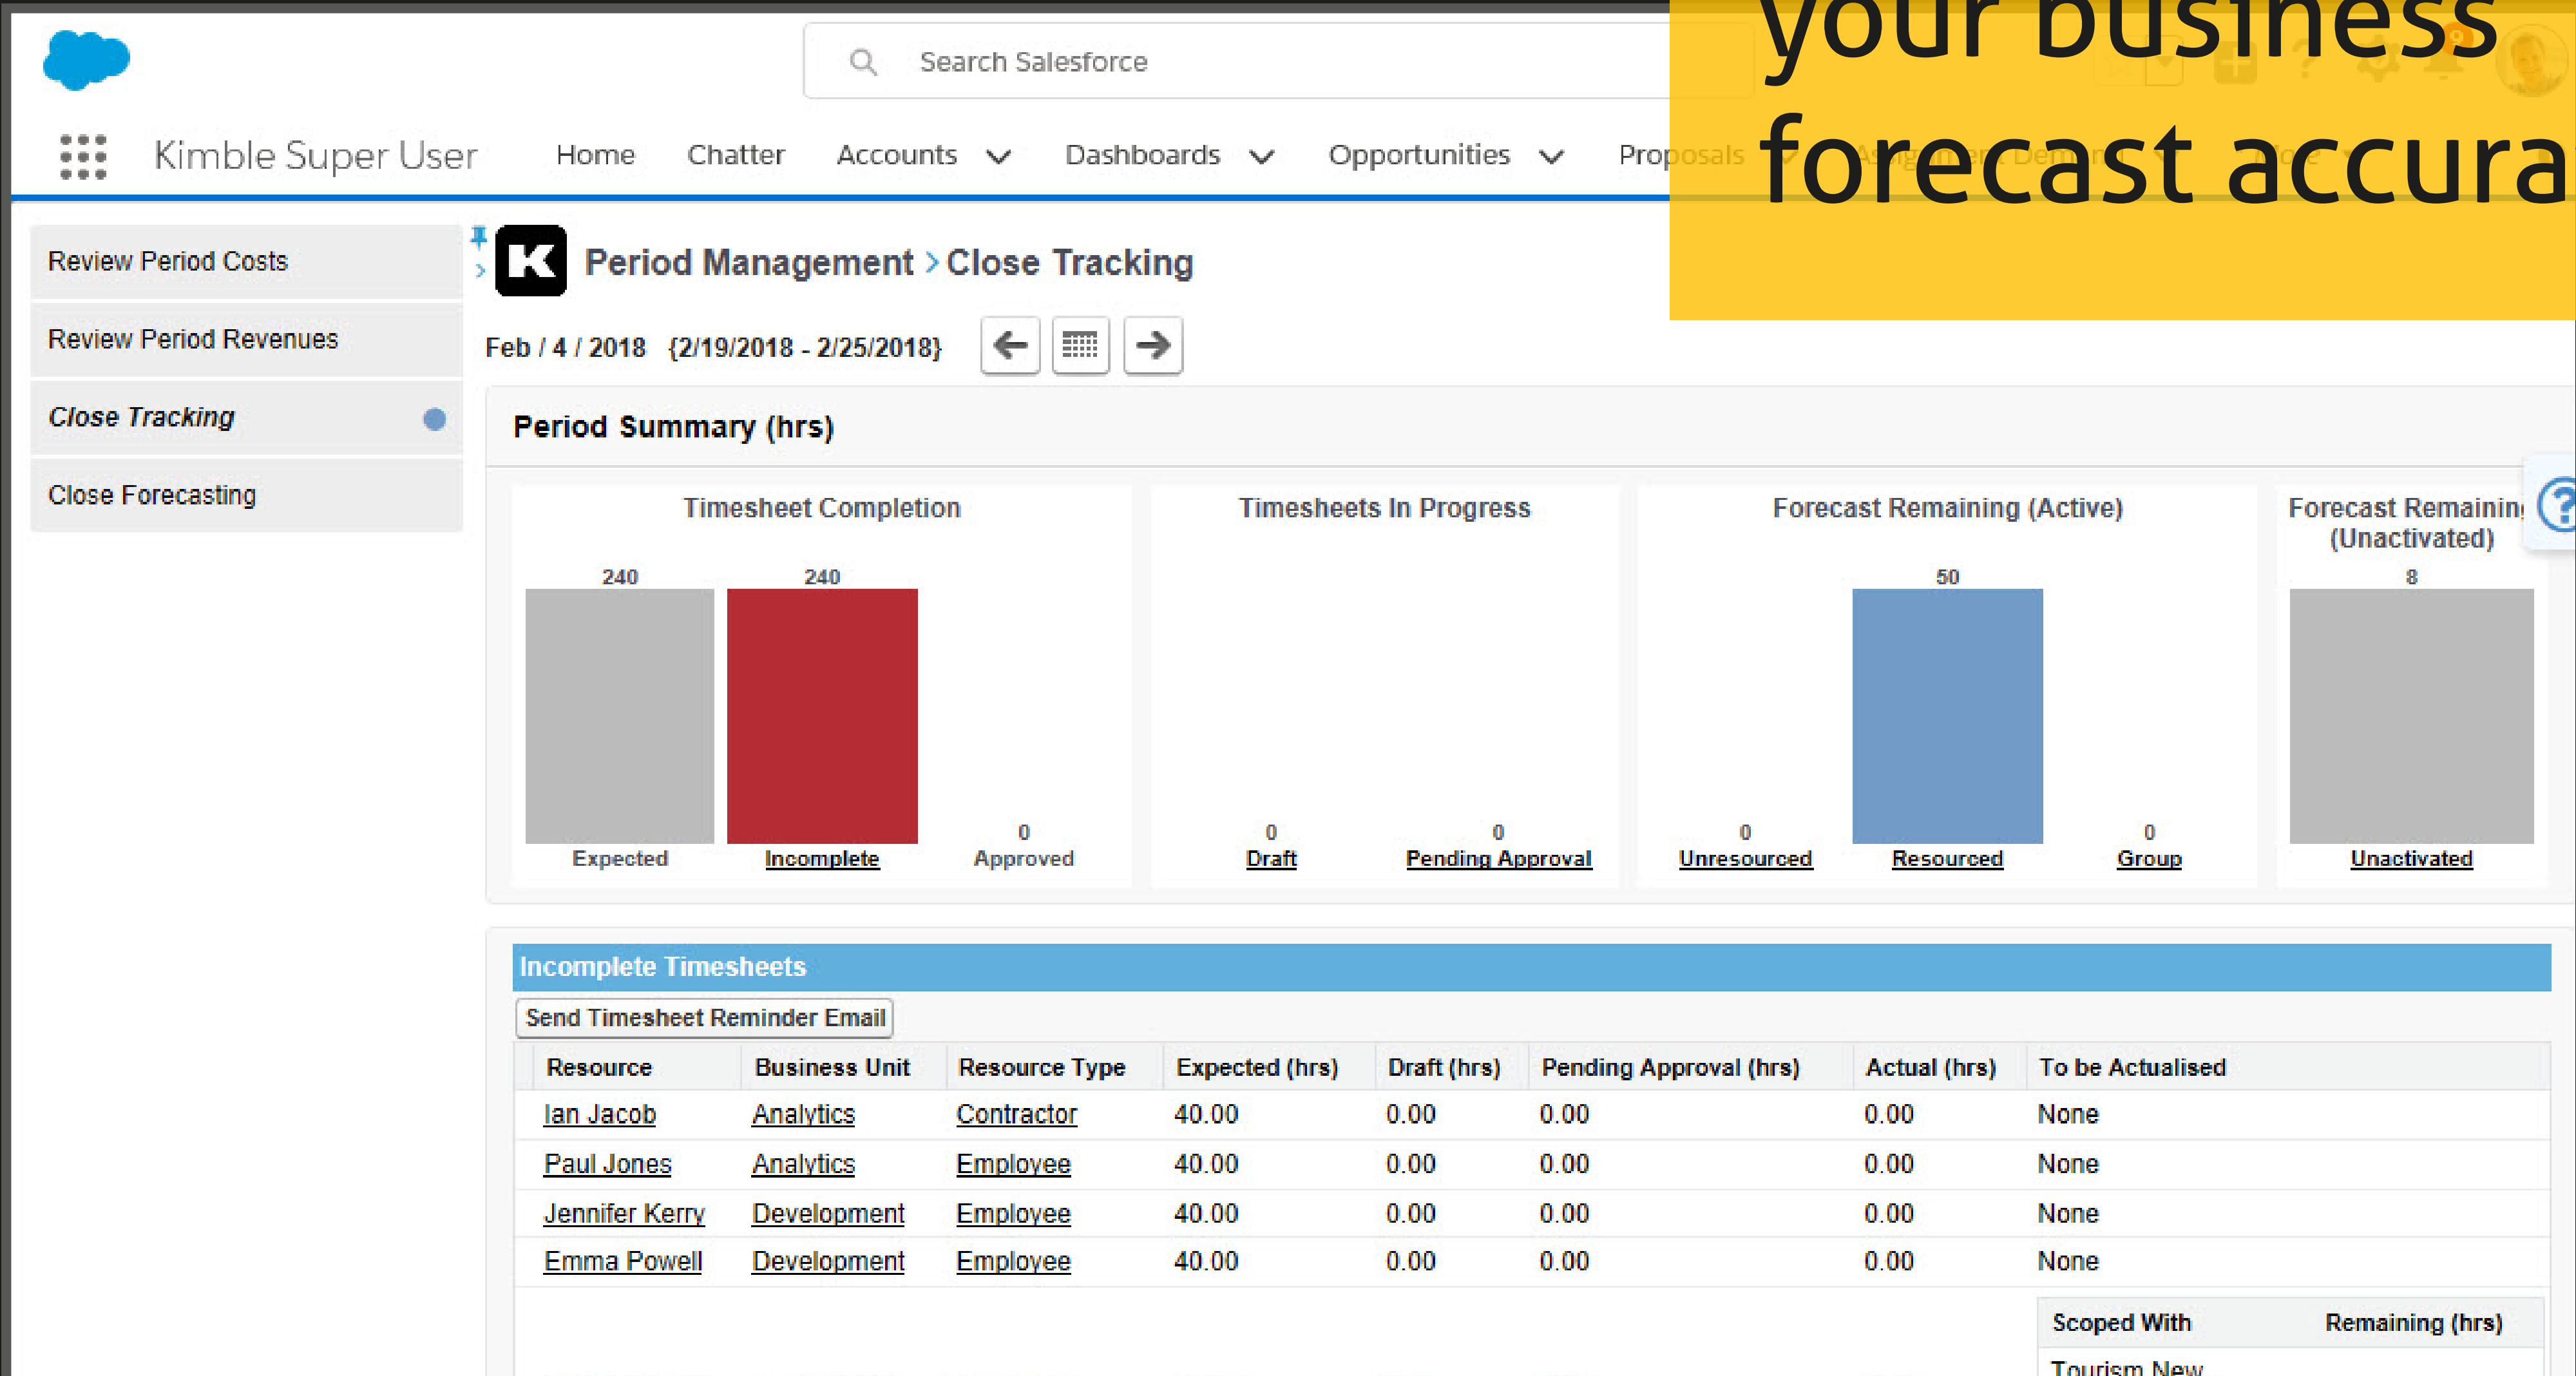 your business
forecast accura
Search Salesforce
9
Kimble Super User Home Chatter Accounts Dashboards Opportunities Proposals Assignment Demand More
Review Period Costs
Review Period Revenues
Close Tracking
Close Forecasting
K Period Management > Close Tracking
Feb / 4 / 2018 {2/19/2018 - 2/25/2018}
Period Summary (hrs)
Timesheet Completion
240 240 0
Expected Incomplete Approved
Timesheets In Progress
0 0
Draft Pending Approval
Forecast Remaining (Active)
0 50 0
Unresourced Resourced Group
Forecast Remaining
(Unactivated)
8
Unactivated
?
Incomplete Timesheets
Send Timesheet Reminder Email
Resource Business Unit Resource Type Expected (hrs) Draft (hrs) Pending Approval (hrs) Actual (hrs) To be Actualised
Ian Jacob Analytics Contractor 40.00 0.00 0.00 0.00 None
Paul Jones Analytics Employee 40.00 0.00 0.00 0.00 None
Jennifer Kerry Development Employee 40.00 0.00 0.00 0.00 None
Emma Powell Development Employee 40.00 0.00 0.00 0.00 None
Scoped With Remaining (hrs)
Tourism New